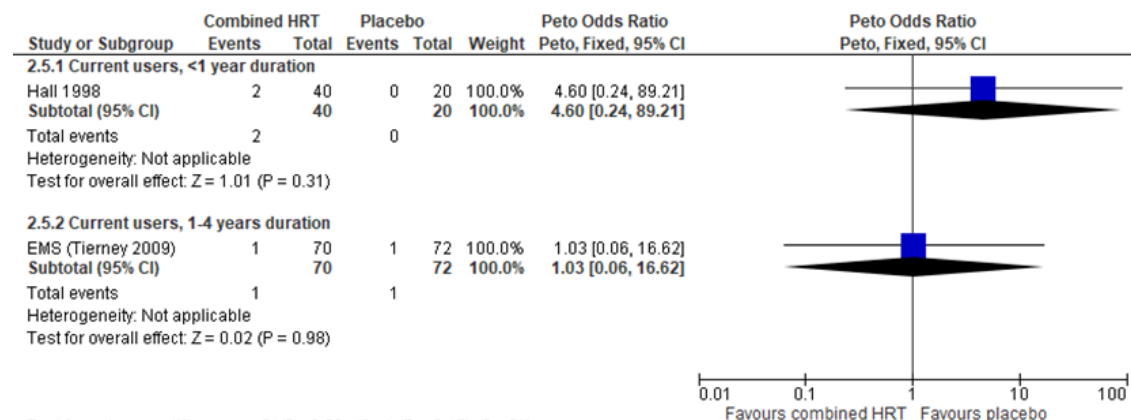 Combined HRT Placebo Peto Odds Ratio Peto Odds Ratio
Study or Subgroup Events Total Events Total Weight Peto, Fixed, 95% CI Peto, Fixed, 95% CI
2.5.1 Current users, <1 year duration
Hall 1998 2 40 0 20 100.0% 4.60 [0.24, 89.21]
Subtotal (95% CI) 40 20 100.0% 4.60 [0.24, 89.21]
Total events 2 0
Heterogeneity: Not applicable
Test for overall effect: Z = 1.01 (P = 0.31)
2.5.2 Current users, 1-4 years duration
EMS (Tierney 2009) 1 70 1 72 100.0% 1.03 [0.06, 16.62]
Subtotal (95% CI) 70 72 100.0% 1.03 [0.06, 16.62]
Total events 1 1
Heterogeneity: Not applicable
Test for overall effect: Z = 0.02 (P = 0.98)
0.01 0.1 1 10 100
Favours combined HRT Favours placebo